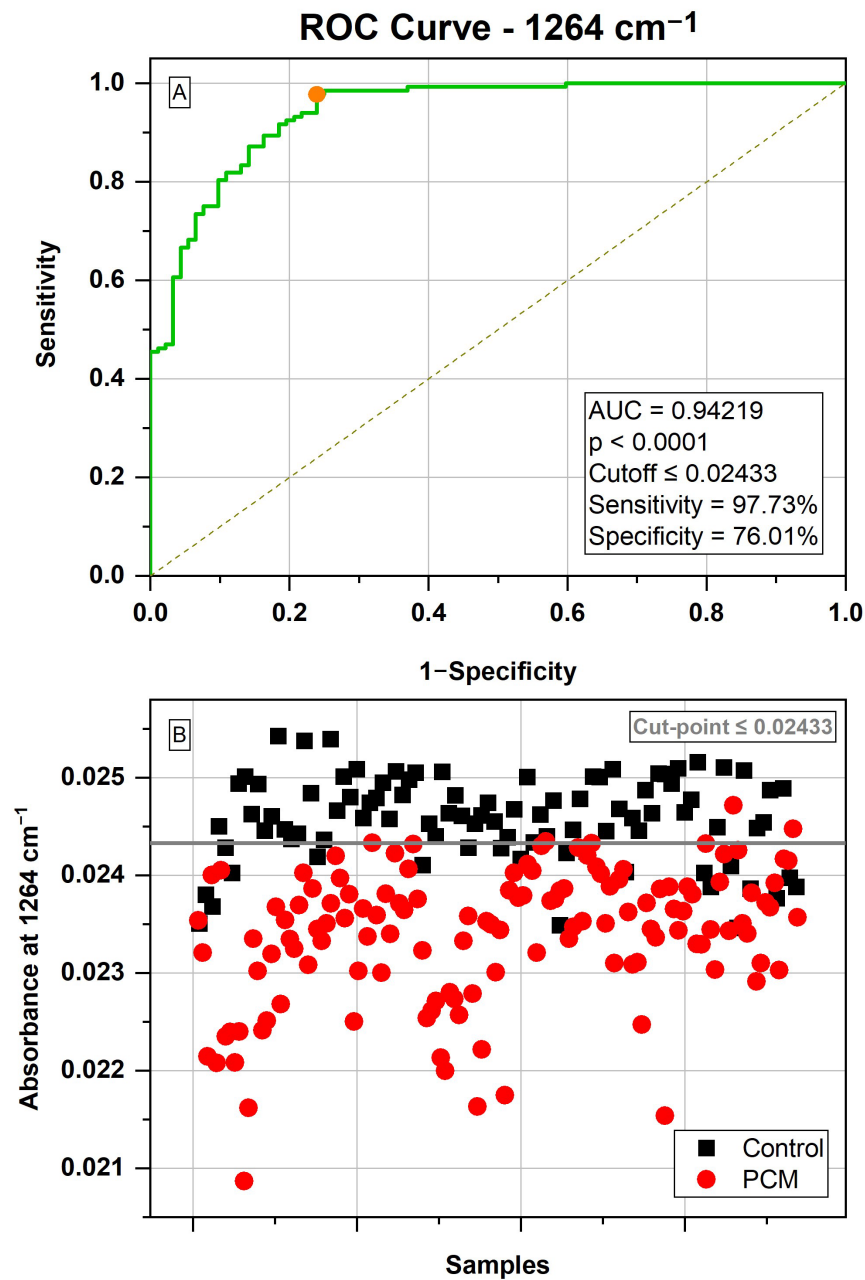 ROC Curve - 1264 cm⁻¹
A
1.0
0.8
0.6
0.4
0.2
0.0
Sensitivity
AUC = 0.94219
p < 0.0001
Cutoff ≤ 0.02433
Sensitivity = 97.73%
Specificity = 76.01%
0.0 0.2 0.4 0.6 0.8 1.0
1−Specificity
B
Cut-point ≤ 0.02433
0.025
0.024
0.023
0.022
0.021
Absorbance at 1264 cm⁻¹
Control
PCM
Samples